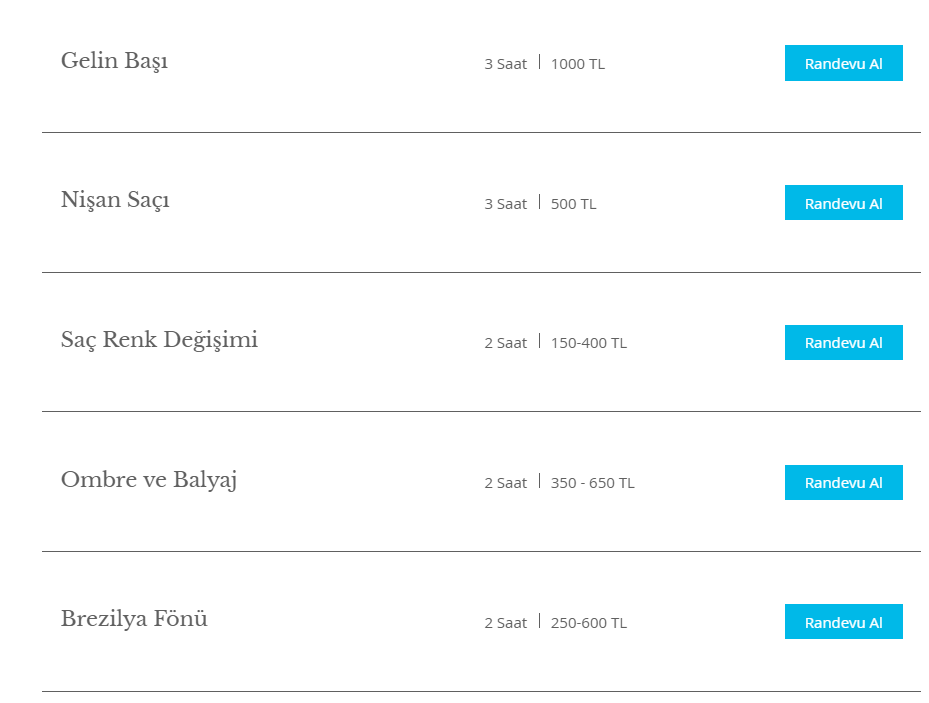 Gelin Başı 3 Saat | 1000 TL Randevu Al
Nişan Saçı 3 Saat | 500 TL Randevu Al
Saç Renk Değişimi 2 Saat | 150-400 TL Randevu Al
Ombre ve Balyaj 2 Saat | 350 - 650 TL Randevu Al
Brezilya Fönü 2 Saat | 250-600 TL Randevu Al